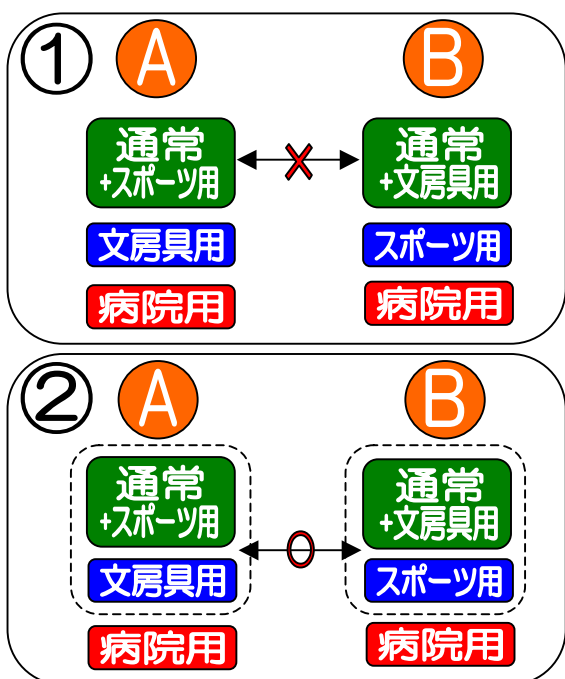 ① A B
通常 通常
+スポーツ用 +文房具用
文房具用 スポーツ用
病院用 病院用
② A B
通常 通常
+スポーツ用 +文房具用
文房具用 スポーツ用
病院用 病院用